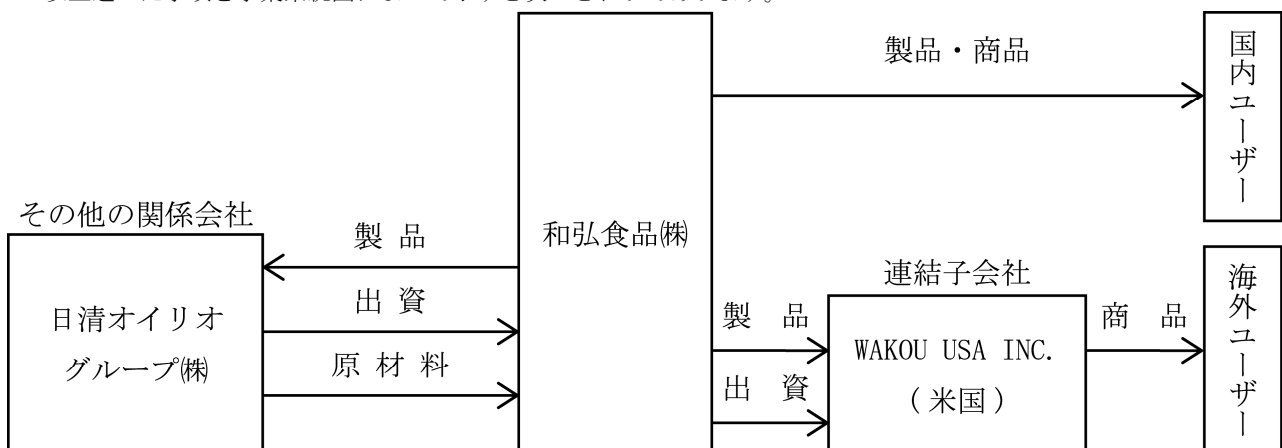 製品・商品
国内ユーザー
その他の関係会社
日清オイリオ
グループ㈱
製 品
出 資
原 材 料
和弘食品㈱
製 品
出 資
連結子会社
WAKOU USA INC.
(米国)
商 品
海外ユーザー